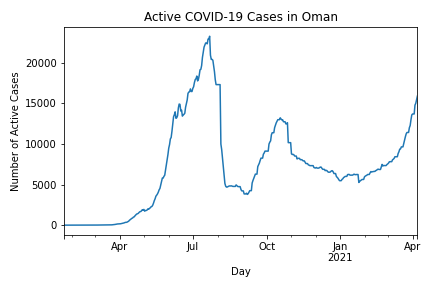 Active COVID-19 Cases in Oman
Number of Active Cases
20000
15000
10000
5000
0
Apr
Jul
Oct
Jan
2021
Apr
Day